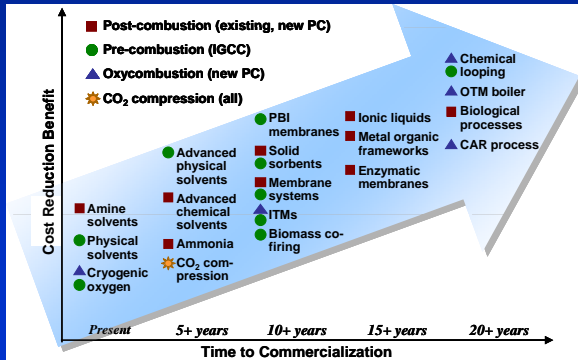 Post-combustion (existing, new PC)
Pre-combustion (IGCC)
Oxycombustion (new PC)
CO₂ compression (all)
Cost Reduction Benefit
Amine
solvents
Physical
solvents
Cryogenic
oxygen
Advanced
physical
solvents
Advanced
chemical
solvents
Ammonia
CO₂ com-
pression
PBI
membranes
Solid
sorbents
Membrane
systems
ITMs
Biomass co-
firing
Ionic liquids
Metal organic
frameworks
Enzymatic
membranes
Chemical
looping
OTM boiler
Biological
processes
CAR process
Present
5+ years
10+ years
15+ years
20+ years
Time to Commercialization